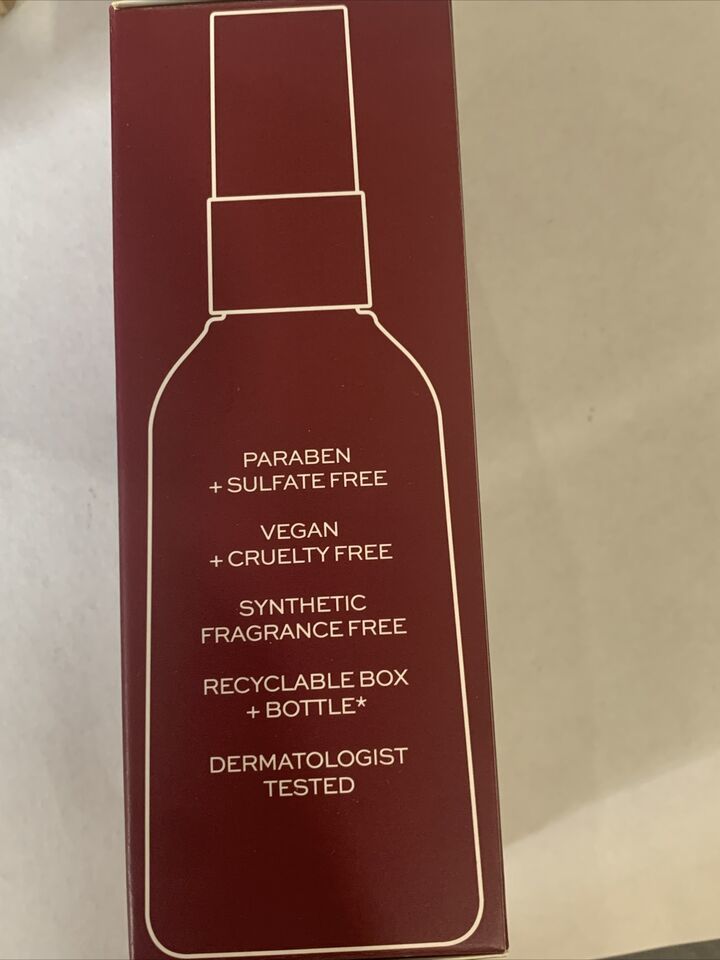 PARABEN
+ SULFATE FREE
VEGAN
+ CRUELTY FREE
SYNTHETIC
FRAGRANCE FREE
RECYCLABLE BOX
+ BOTTLE*
DERMATOLOGIST
TESTED